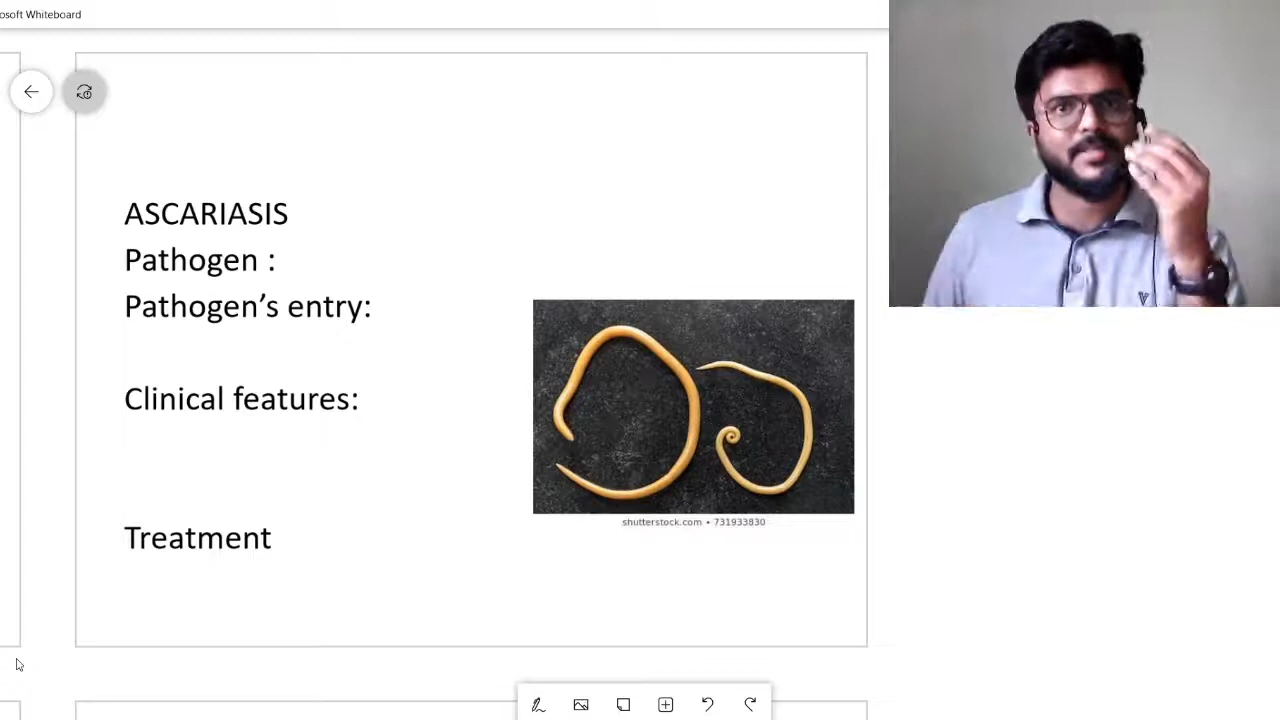 osoft Whiteboard
ASCARIASIS
Pathogen :
Pathogen’s entry:
Clinical features:
Treatment
shutterstock.com • 731933830